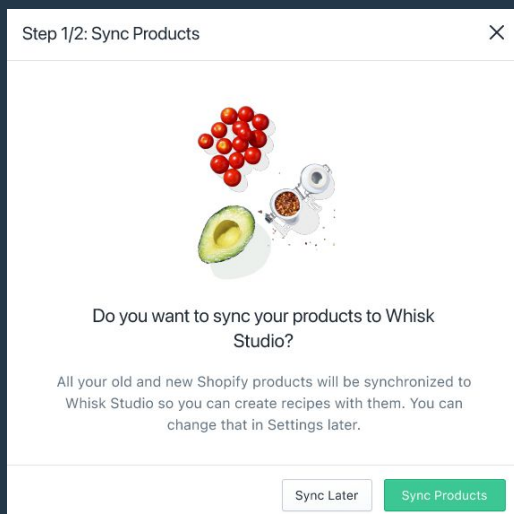 Step 1/2: Sync Products
Do you want to sync your products to Whisk
Studio?
All your old and new Shopify products will be synchronized to
Whisk Studio so you can create recipes with them. You can
change that in Settings later.
Sync Later
Sync Products